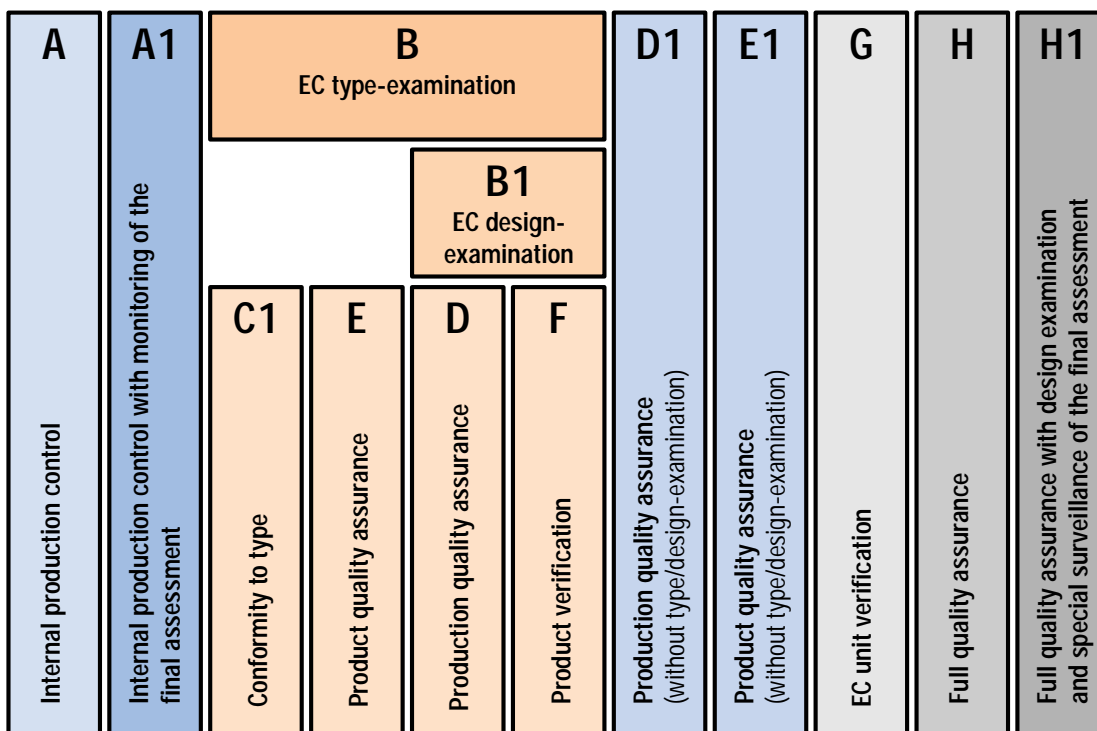 A
Internal production control
A1
Internal production control with monitoring of the
final assessment
B
EC type-examination
B1
EC design-
examination
C1
Conformity to type
E
Product quality assurance
D
Production quality assurance
F
Product verification
D1
Production quality assurance
(without type/design-examination)
E1
Product quality assurance
(without type/design-examination)
G
EC unit verification
H
Full quality assurance
H1
Full quality assurance with design examination
and special surveillance of the final assessment